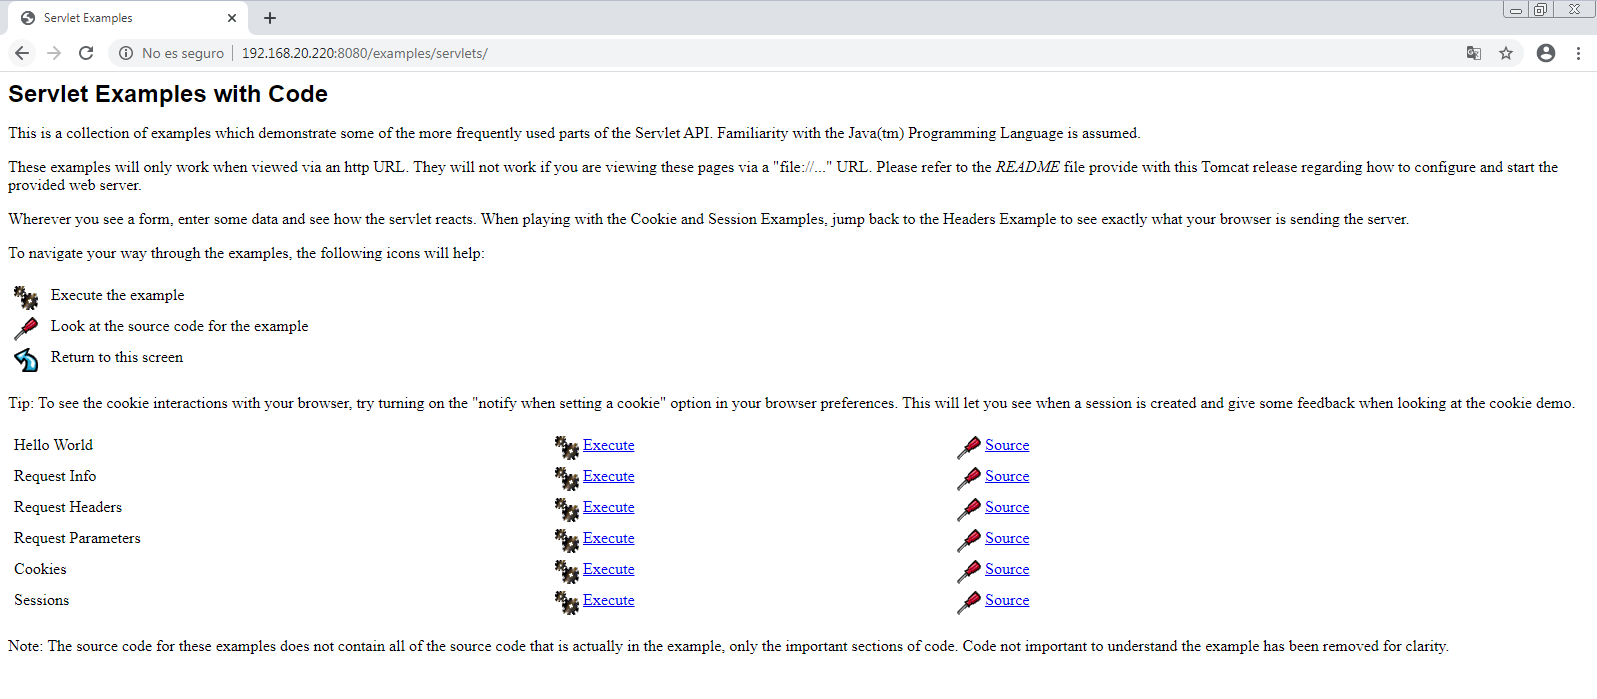 Servlet Examples
No es seguro 192.168.20.220:8080/examples/servlets/
Servlet Examples with Code
This is a collection of examples which demonstrate some of the more frequently used parts of the Servlet API. Familiarity with the Java(tm) Programming Language is assumed.
These examples will only work when viewed via an http URL. They will not work if you are viewing these pages via a "file://..." URL. Please refer to the README file provide with this Tomcat release regarding how to configure and start the
provided web server.
Wherever you see a form, enter some data and see how the servlet reacts. When playing with the Cookie and Session Examples, jump back to the Headers Example to see exactly what your browser is sending the server.
To navigate your way through the examples, the following icons will help:
Execute the example
Look at the source code for the example
Return to this screen
Tip: To see the cookie interactions with your browser, try turning on the "notify when setting a cookie" option in your browser preferences. This will let you see when a session is created and give some feedback when looking at the cookie demo.
Hello World Execute Source
Request Info Execute Source
Request Headers Execute Source
Request Parameters Execute Source
Cookies Execute Source
Sessions Execute Source
Note: The source code for these examples does not contain all of the source code that is actually in the example, only the important sections of code. Code not important to understand the example has been removed for clarity.